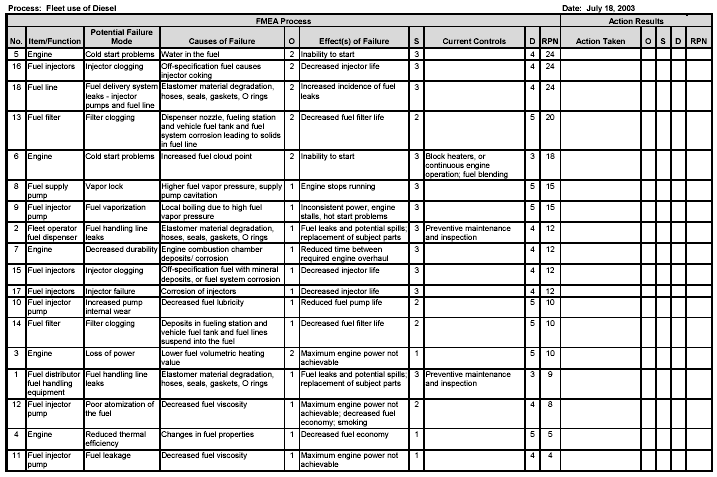 Process: Fleet use of Diesel Date: July 18, 2003
FMEA Process Action Results
No. Item/Function Potential Failure Mode Causes of Failure O Effect(s) of Failure S Current Controls D RPN Action Taken O S D RPN
5 Engine Cold start problems Water in the fuel 2 Inability to start 3 4 24
16 Fuel injectors Injector clogging Off-specification fuel causes injector coking 2 Decreased injector life 3 4 24
18 Fuel line Fuel delivery system leaks - injector pumps and fuel line Elastomer material degradation, hoses, seals, gaskets, O rings 2 Increased incidence of fuel leaks 3 4 24
13 Fuel filter Filter clogging Dispenser nozzle, fueling station and vehicle fuel tank and fuel system corrosion leading to solids in fuel line 2 Decreased fuel filter life 2 5 20
6 Engine Cold start problems Increased fuel cloud point 2 Inability to start 3 Block heaters, or continuous engine operation; fuel blending 3 18
8 Fuel supply pump Vapor lock Higher fuel vapor pressure, supply pump cavitation 1 Engine stops running 3 5 15
9 Fuel injector pump Fuel vaporization Local boiling due to high fuel vapor pressure 1 Inconsistent power, engine stalls, hot start problems 3 5 15
2 Fleet operator fuel dispenser Fuel handling line leaks Elastomer material degradation, hoses, seals, gaskets, O rings 1 Fuel leaks and potential spills; replacement of subject parts 3 Preventive maintenance and inspection 4 12
7 Engine Decreased durability Engine combustion chamber deposits/ corrosion 1 Reduced time between required engine overhaul 3 4 12
15 Fuel injectors Injector clogging Off-specification fuel with mineral deposits, or fuel system corrosion 1 Decreased injector life 3 4 12
17 Fuel injectors Injector failure Corrosion of injectors 1 Decreased injector life 3 4 12
10 Fuel injector pump Increased pump internal wear Decreased fuel lubricity 1 Reduced fuel pump life 2 5 10
14 Fuel filter Filter clogging Deposits in fueling station and vehicle fuel tank and fuel lines suspend into the fuel 1 Decreased fuel filter life 2 5 10
3 Engine Loss of power Lower fuel volumetric heating value 2 Maximum engine power not achievable 1 5 10
1 Fuel distributor fuel handling equipment Fuel handling line leaks Elastomer material degradation, hoses, seals, gaskets, O rings 1 Fuel leaks and potential spills; replacement of subject parts 3 Preventive maintenance and inspection 3 9
12 Fuel injector pump Poor atomization of the fuel Decreased fuel viscosity 1 Maximum engine power not achievable; decreased fuel economy; smoking 2 4 8
4 Engine Reduced thermal efficiency Changes in fuel properties 1 Decreased fuel economy 1 5 5
11 Fuel injector pump Fuel leakage Decreased fuel viscosity 1 Maximum engine power not achievable 1 4 4